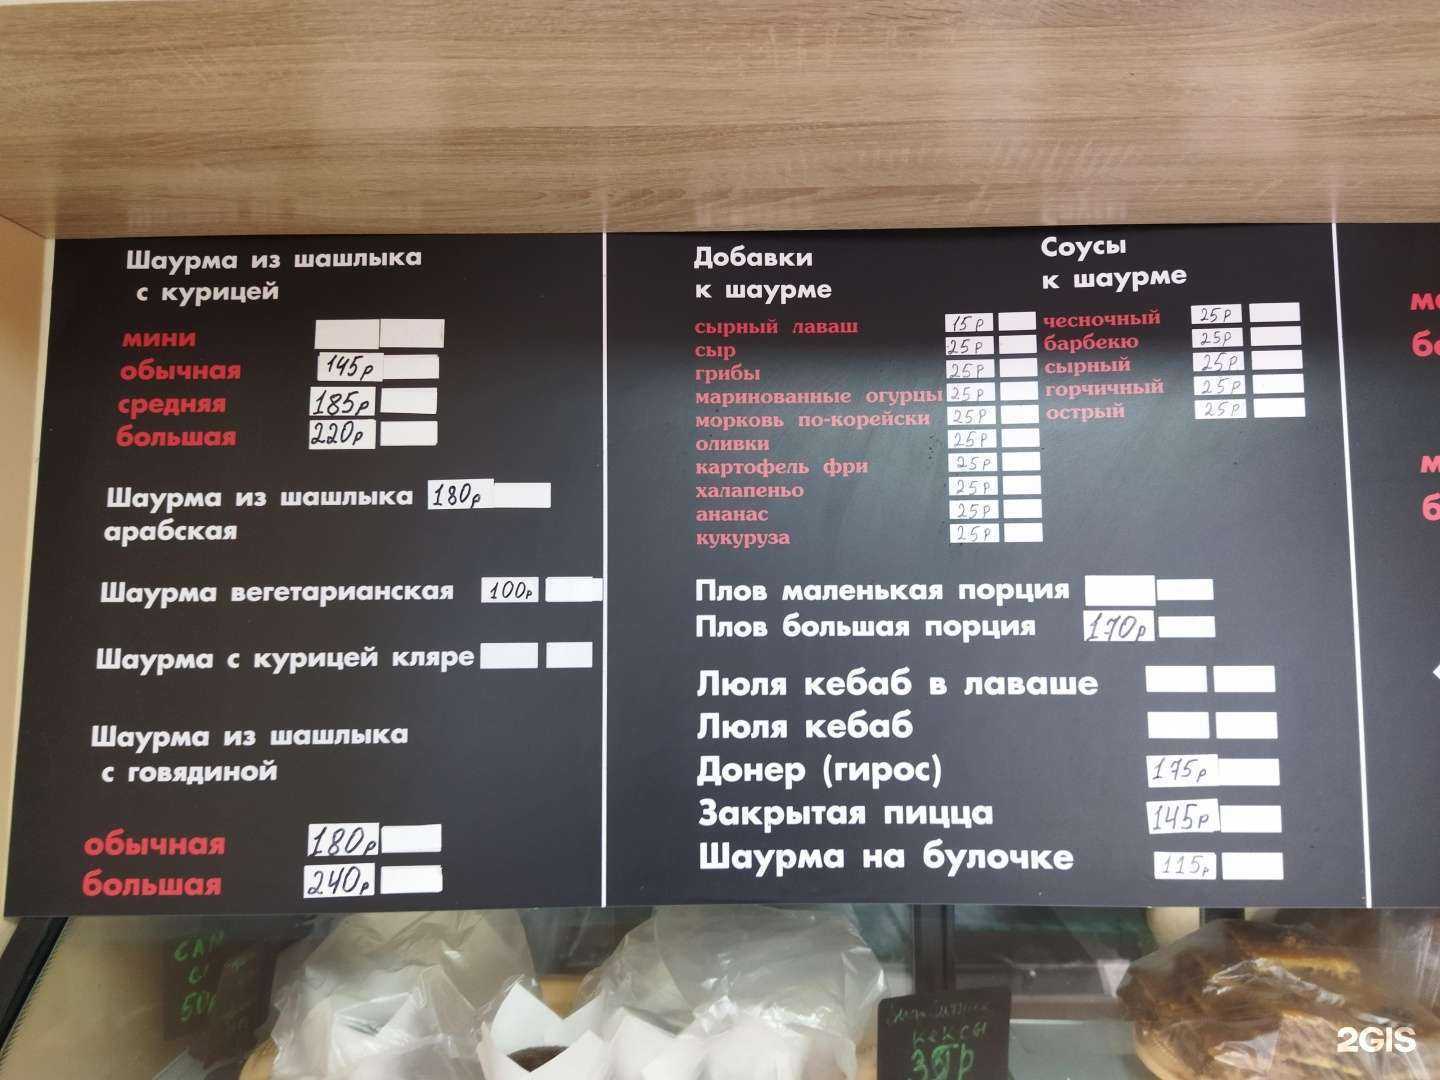 Шаурма из шашлыка
с курицей
мини
обычная 145р
средняя 185р
большая 220р
Шаурма из шашлыка 180р
арабская
Шаурма вегетарианская 100р
Шаурма с курицей кляре
Шаурма из шашлыка
с говядиной
обычная 180р
большая 240р
Добавки
к шаурме
сырный лаваш 15р
сыр 25р
грибы 25р
маринованные огурцы 25р
морковь по-корейски 25р
оливки 25р
картофель фри 25р
халапеньо 25р
ананас 25р
кукуруза 25р
Соусы
к шаурме
чесночный 25р
барбекю 25р
сырный 25р
горчичный 25р
острый 25р
Плов маленькая порция
Плов большая порция 170р
Люля кебаб в лаваше
Люля кебаб
Донер (гирос) 175р
Закрытая пицца 145р
Шаурма на булочке 115р
кексы
2GIS